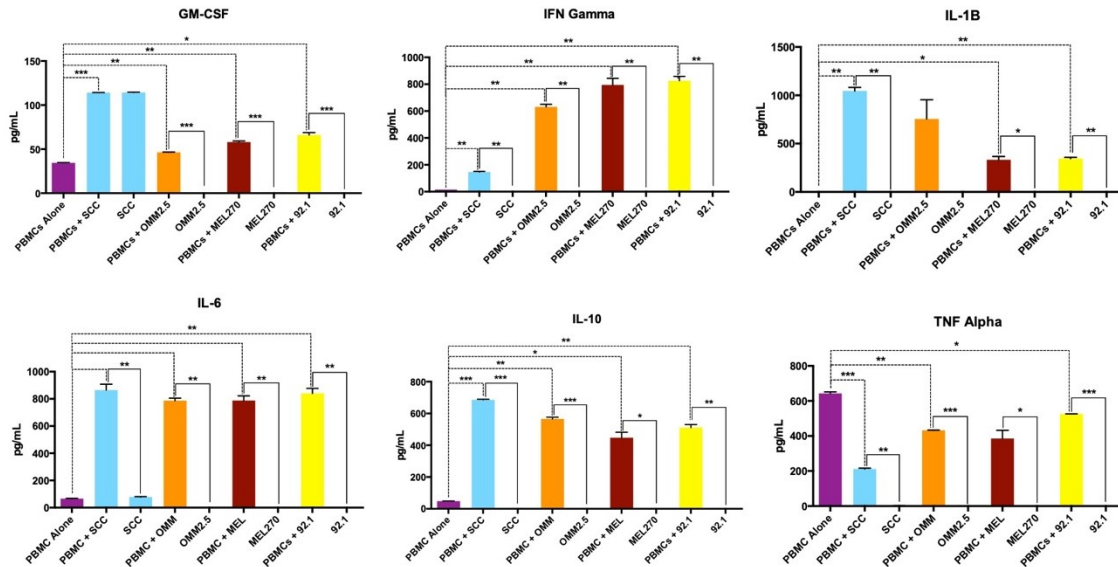 GM-CSF
*
**
**
***
***
***
***
150
100
50
0
pg/mL
PBMCs Alone
PBMCs + SCC
SCC
PBMCs + OMM2.5
OMM2.5
PBMCs + MEL270
MEL270
PBMCs + 92.1
92.1
IFN Gamma
**
**
**
**
**
**
**
**
1000
800
600
400
200
0
pg/mL
PBMCs Alone
PBMCs + SCC
SCC
PBMCs + OMM2.5
OMM2.5
PBMCs + MEL270
MEL270
PBMCs + 92.1
92.1
IL-1B
**
*
**
**
*
**
1500
1000
500
0
pg/mL
PBMCs Alone
PBMCs + SCC
SCC
PBMCs + OMM2.5
OMM2.5
PBMCs + MEL270
MEL270
PBMCs + 92.1
92.1
IL-6
**
**
**
**
**
1000
800
600
400
200
0
pg/mL
PBMC Alone
PBMC + SCC
SCC
PBMC + OMM
OMM2.5
PBMC + MEL
MEL270
PBMCs + 92.1
92.1
IL-10
**
*
**
***
***
***
*
**
800
600
400
200
0
pg/mL
PBMC Alone
PBMC + SCC
SCC
PBMC + OMM
OMM2.5
PBMC + MEL
MEL270
PBMCs + 92.1
92.1
TNF Alpha
*
**
***
**
***
*
***
800
600
400
200
0
pg/mL
PBMC Alone
PBMC + SCC
SCC
PBMC + OMM
OMM2.5
PBMC + MEL
MEL270
PBMCs + 92.1
92.1